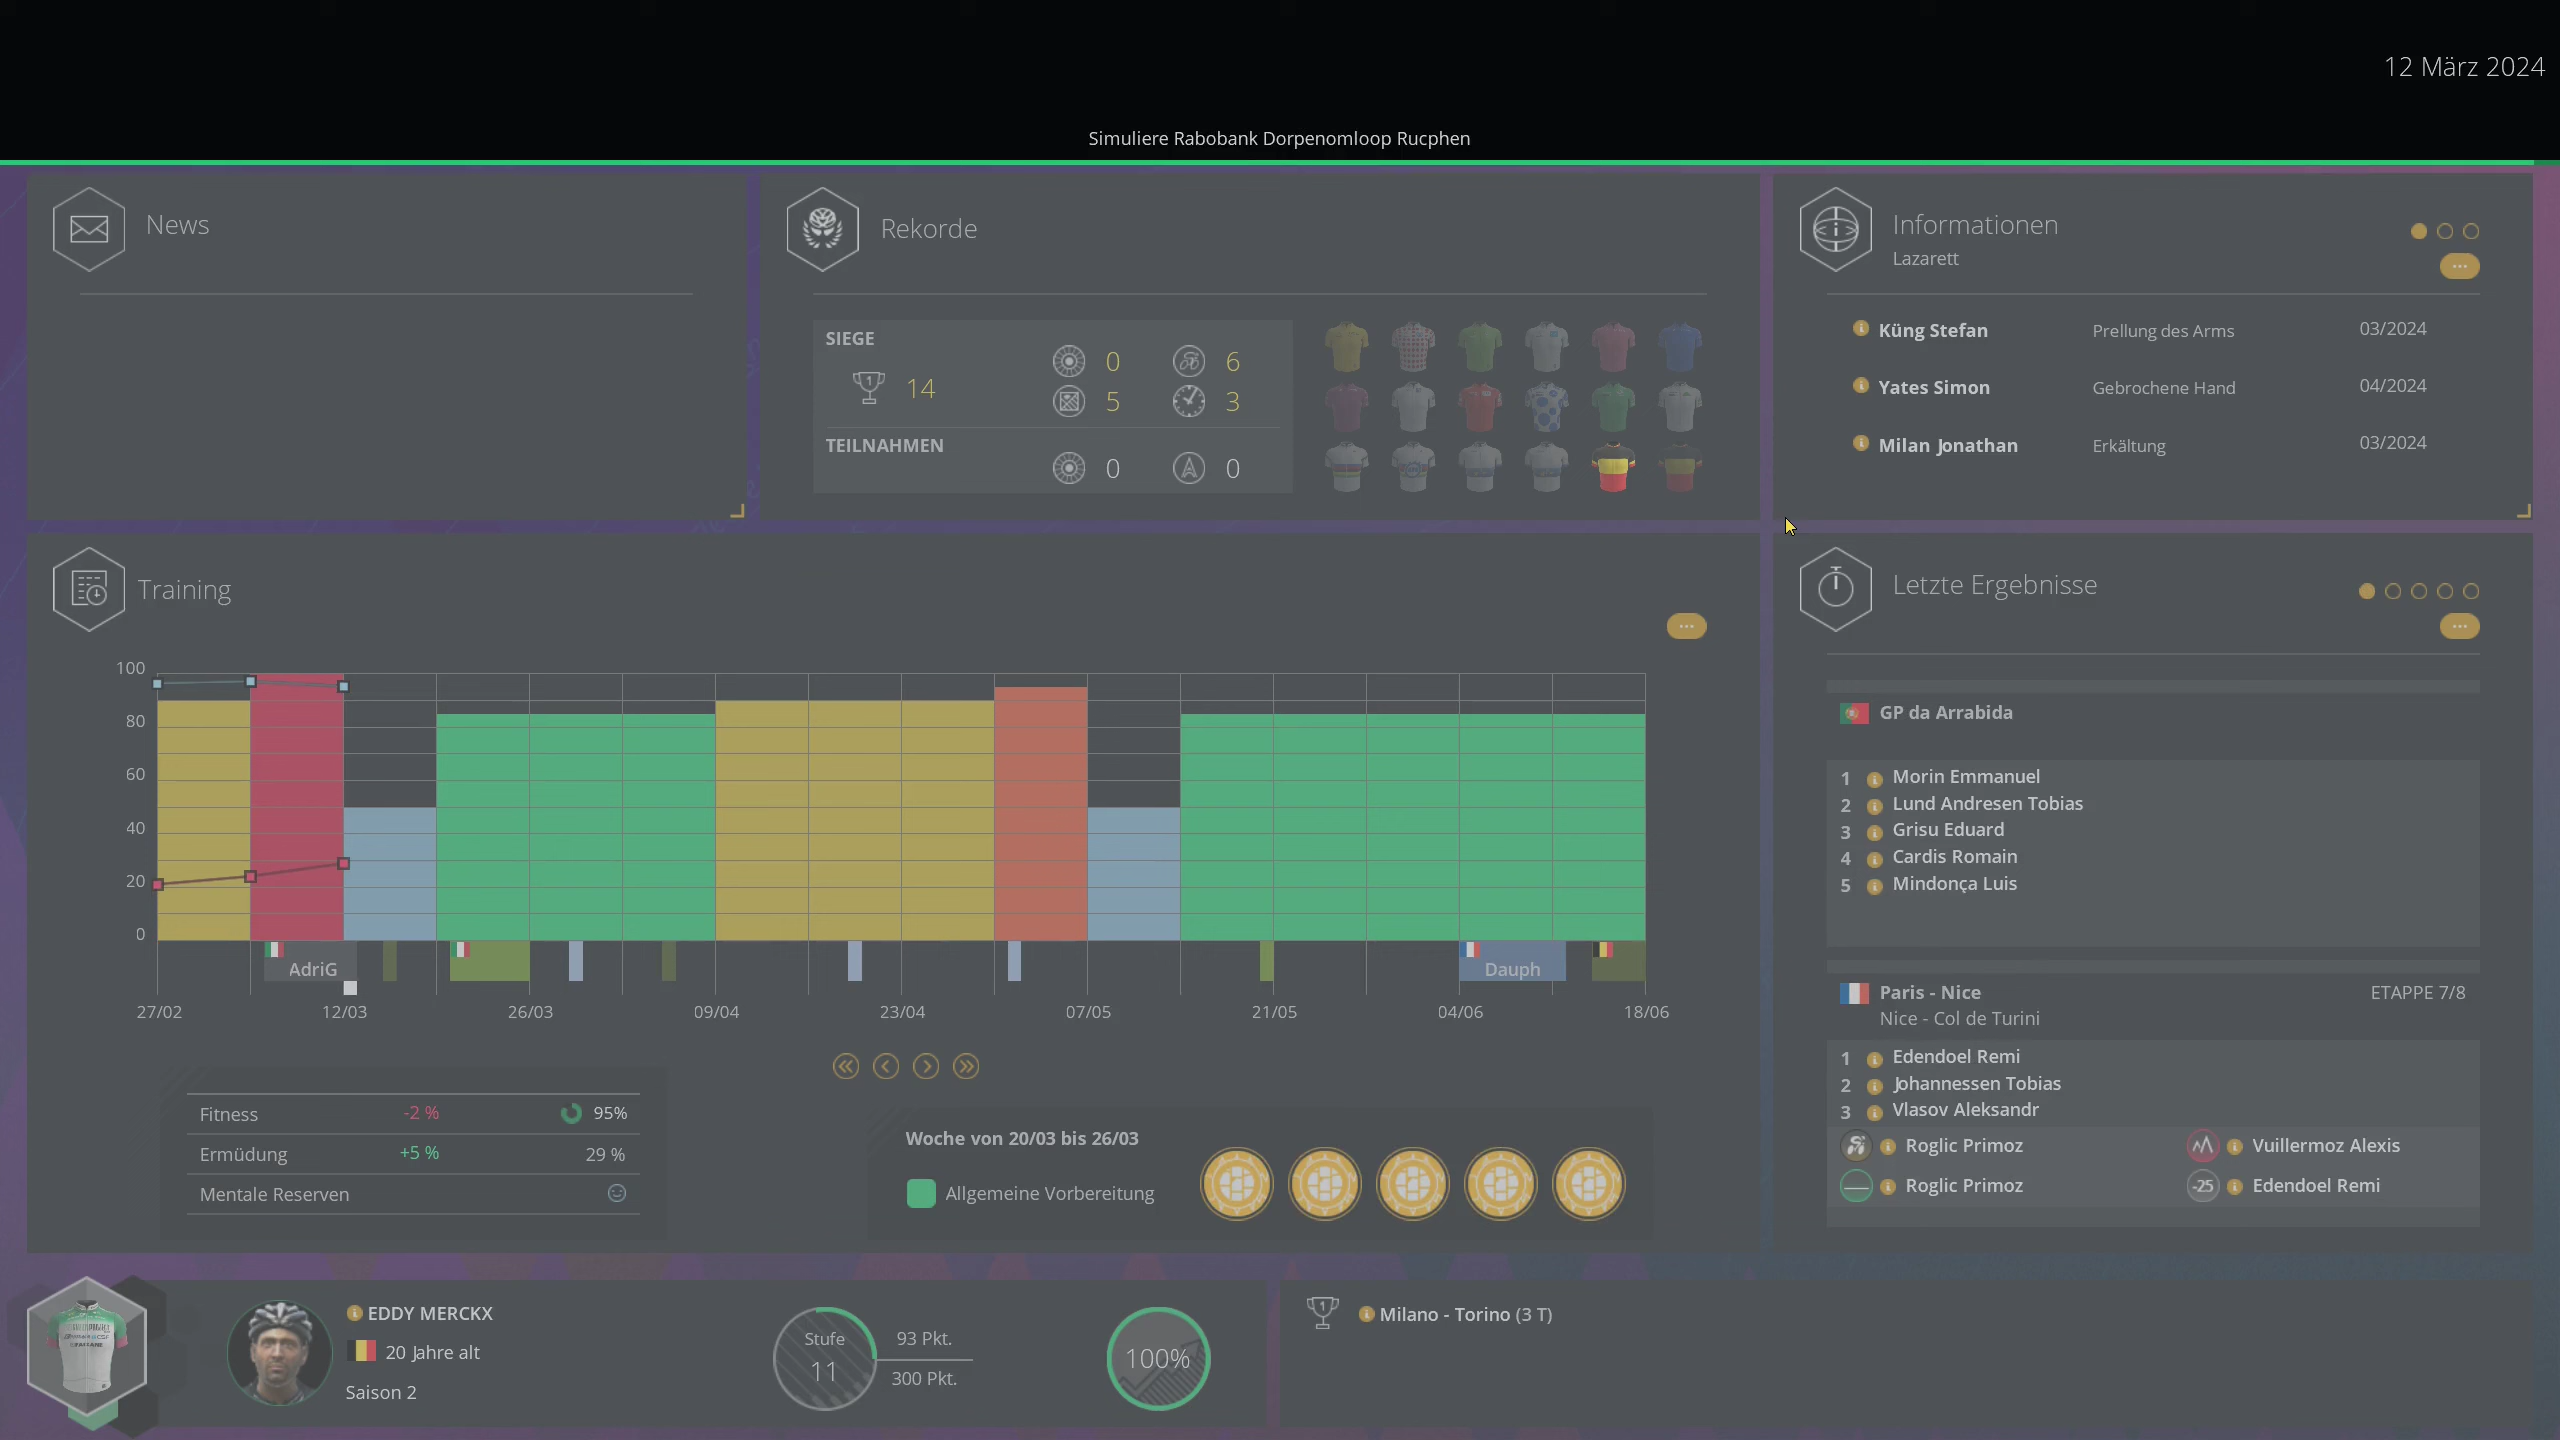 12 März 2024
Simuliere Rabobank Dorpenomloop Rucphen
News
Rekorde
SIEGE
14
0
6
5
3
TEILNAHMEN
0
0
Informationen
Lazarett
Küng Stefan Prellung des Arms 03/2024
Yates Simon Gebrochene Hand 04/2024
Milan Jonathan Erkältung 03/2024
Training
100
80
60
40
20
0
AdriG
Dauph
27/02 12/03 26/03 09/04 23/04 07/05 21/05 04/06 18/06
Fitness -2 % 95%
Ermüdung +5 % 29 %
Mentale Reserven
Woche von 20/03 bis 26/03
Allgemeine Vorbereitung
Letzte Ergebnisse
GP da Arrabida
1 Morin Emmanuel
2 Lund Andresen Tobias
3 Grisu Eduard
4 Cardis Romain
5 Mindonça Luis
Paris - Nice ETAPPE 7/8
Nice - Col de Turini
1 Edendoel Remi
2 Johannessen Tobias
3 Vlasov Aleksandr
Roglic Primoz Vuillermoz Alexis
Roglic Primoz -25 Edendoel Remi
EDDY MERCKX
20 Jahre alt
Saison 2
Stufe
11
93 Pkt.
300 Pkt.
100%
1 Milano - Torino (3 T)